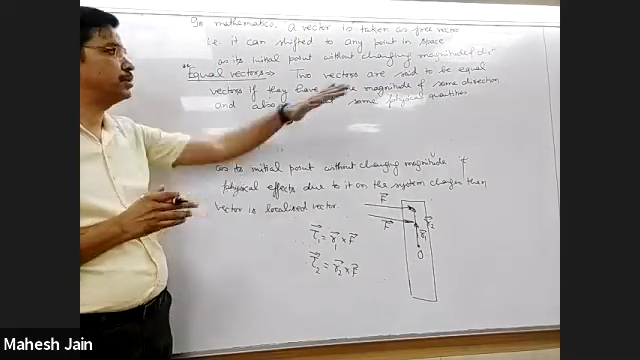 In mathematics, A vector is taken as free vector
i.e. it can shifted to any point in space
as its initial point without changing magnitude & dirⁿ
Equal vectors ⇒ Two vectors are said to be equal
vectors if they have magnitude & same direction
and also same physical quantities
as its initial point without changing magnitude &
physical effects due to it on the system changes then
vector is localised vector.
F
F
r₂
r₁
O
τ₁ = r₁ × F
τ₂ = r₂ × F
Mahesh Jain